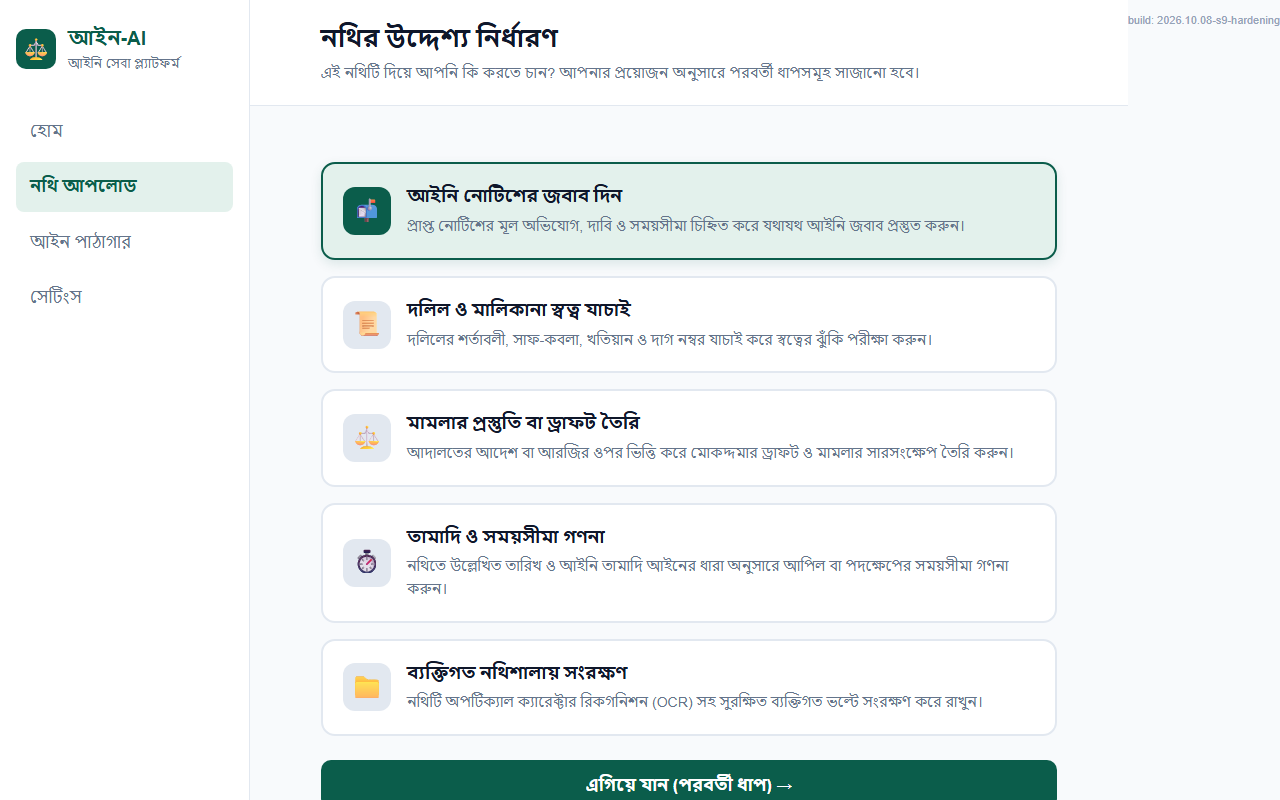 আইন-AI
আইনি সেবা প্ল্যাটফর্ম
হোম
নথি আপলোড
আইন পাঠাগার
সেটিংস
নথির উদ্দেশ্য নির্ধারণ
এই নথিটি দিয়ে আপনি কি করতে চান? আপনার প্রয়োজন অনুসারে পরবর্তী ধাপসমূহ সাজানো হবে।
build: 2026.10.08-s9-hardening
আইনি নোটিশের জবাব দিন
প্রাপ্ত নোটিশের মূল অভিযোগ, দাবি ও সময়সীমা চিহ্নিত করে যথাযথ আইনি জবাব প্রস্তুত করুন।
দলিল ও মালিকানা স্বত্ব যাচাই
দলিলের শর্তাবলী, সাফ-কবলা, খতিয়ান ও দাগ নম্বর যাচাই করে স্বত্বের ঝুঁকি পরীক্ষা করুন।
মামলার প্রস্তুতি বা ড্রাফট তৈরি
আদালতের আদেশ বা আরজির ওপর ভিত্তি করে মোকদ্দমার ড্রাফট ও মামলার সারসংক্ষেপ তৈরি করুন।
তামাদি ও সময়সীমা গণনা
নথিতে উল্লেখিত তারিখ ও আইনি তামাদি আইনের ধারা অনুসারে আপিল বা পদক্ষেপের সময়সীমা গণনা
করুন।
ব্যক্তিগত নথিশালায় সংরক্ষণ
নথিটি অপটিক্যাল ক্যারেক্টার রিকগনিশন (OCR) সহ সুরক্ষিত ব্যক্তিগত ভল্টে সংরক্ষণ করে রাখুন।
এগিয়ে যান (পরবর্তী ধাপ) →